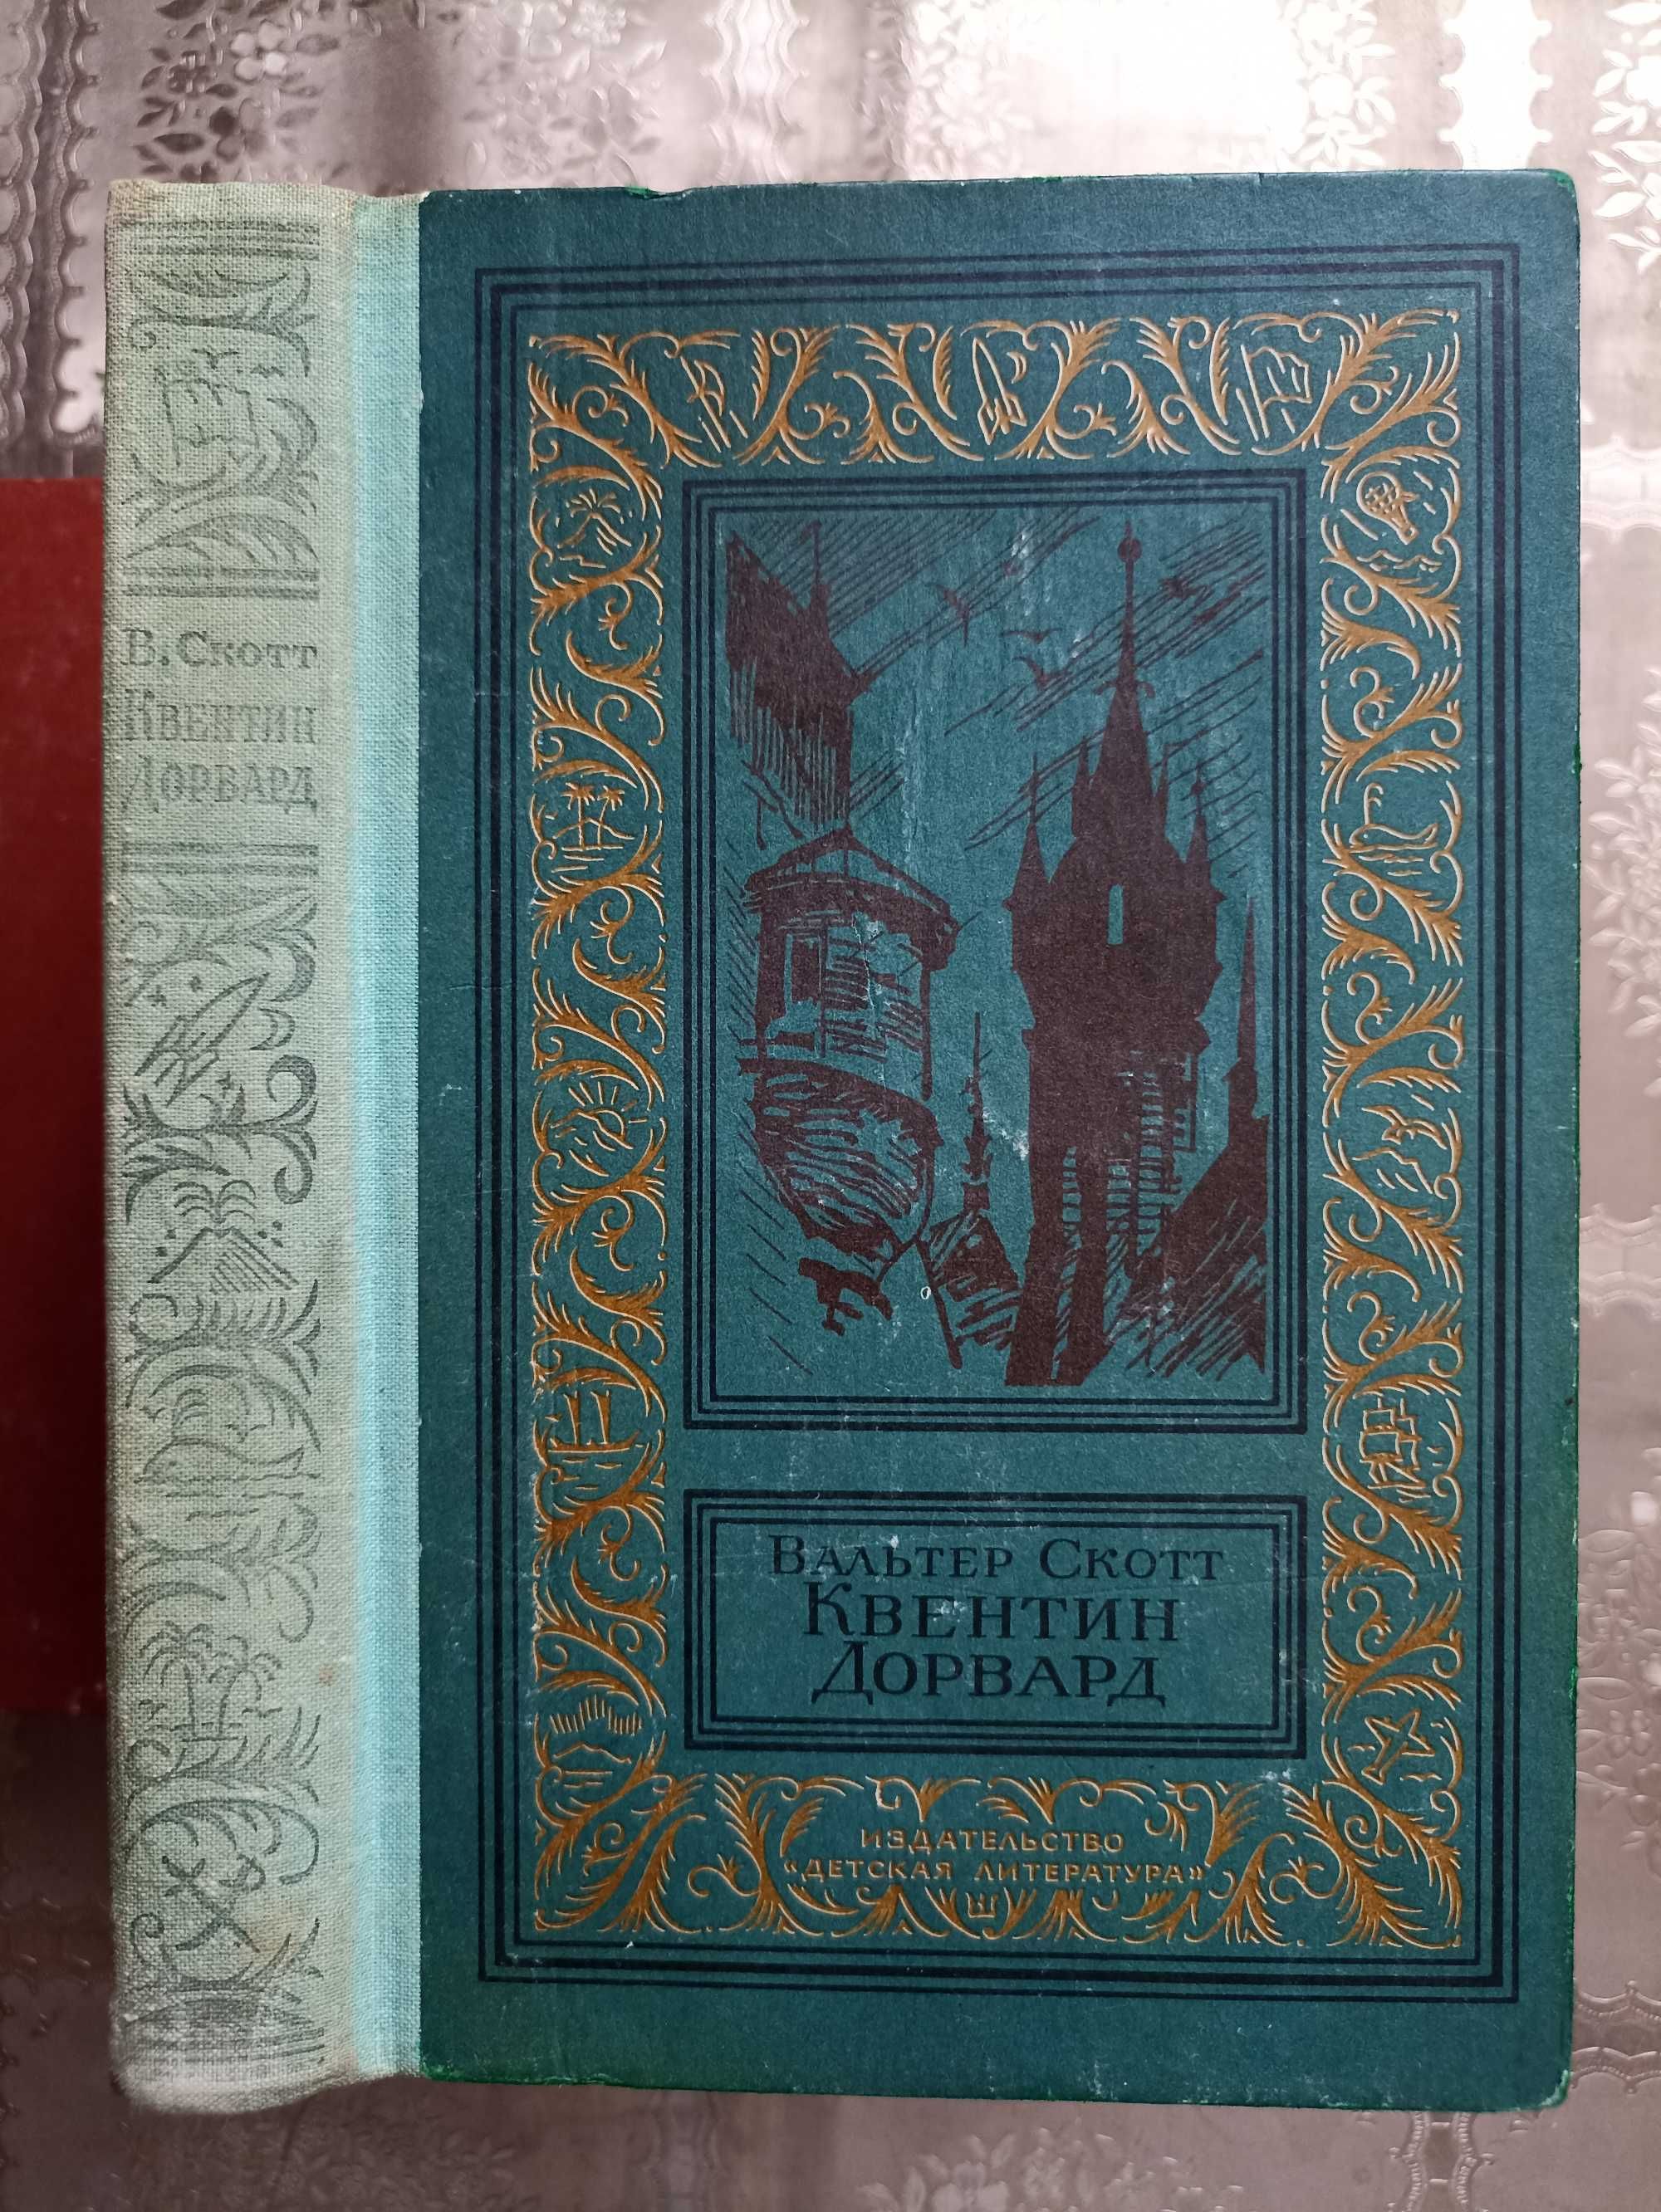 В. Скотт
Квентин
Дорвард
Вальтер Скотт
Квентин
Дорвард
ИЗДАТЕЛЬСТВО
«ДЕТСКАЯ ЛИТЕРАТУРА»